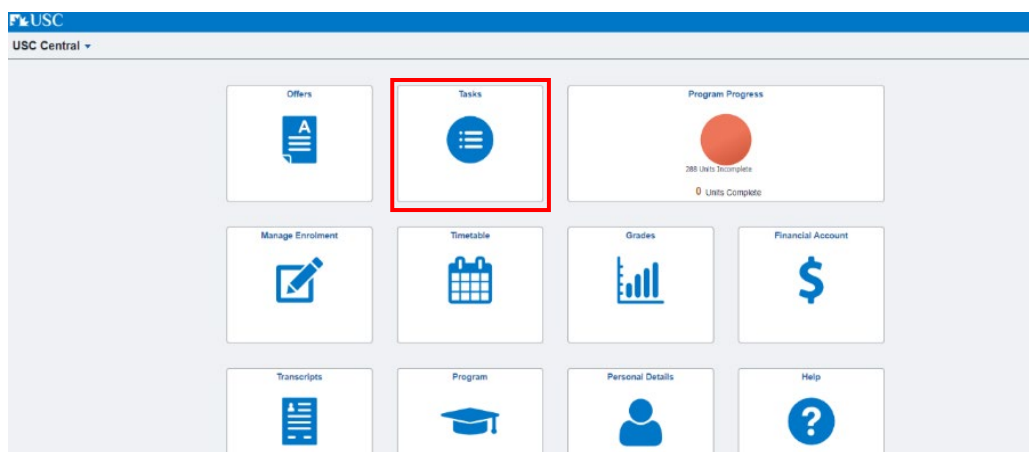 USC
USC Central
Offers
Tasks
Program Progress
288 Units Incomplete
0 Units Complete
Manage Enrolment
Timetable
Grades
Financial Account
Transcripts
Program
Personal Details
Help